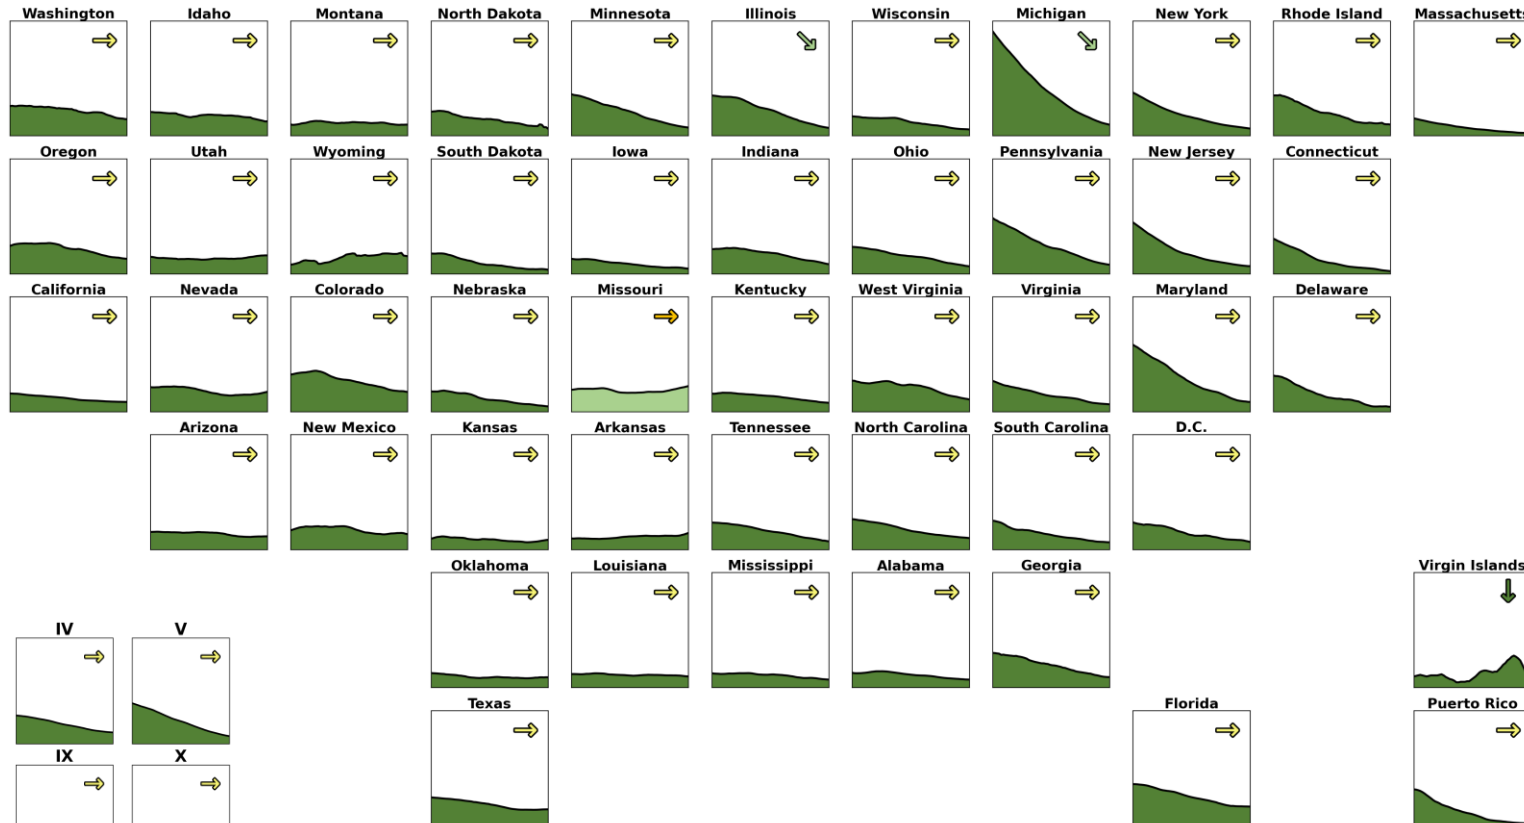 Washington Idaho Montana North Dakota Minnesota Illinois Wisconsin Michigan New York Rhode Island Massachusetts
Oregon Utah Wyoming South Dakota Iowa Indiana Ohio Pennsylvania New Jersey Connecticut
California Nevada Colorado Nebraska Missouri Kentucky West Virginia Virginia Maryland Delaware
Arizona New Mexico Kansas Arkansas Tennessee North Carolina South Carolina D.C.
Oklahoma Louisiana Mississippi Alabama Georgia Virgin Islands
IV V
Texas Florida Puerto Rico
IX X